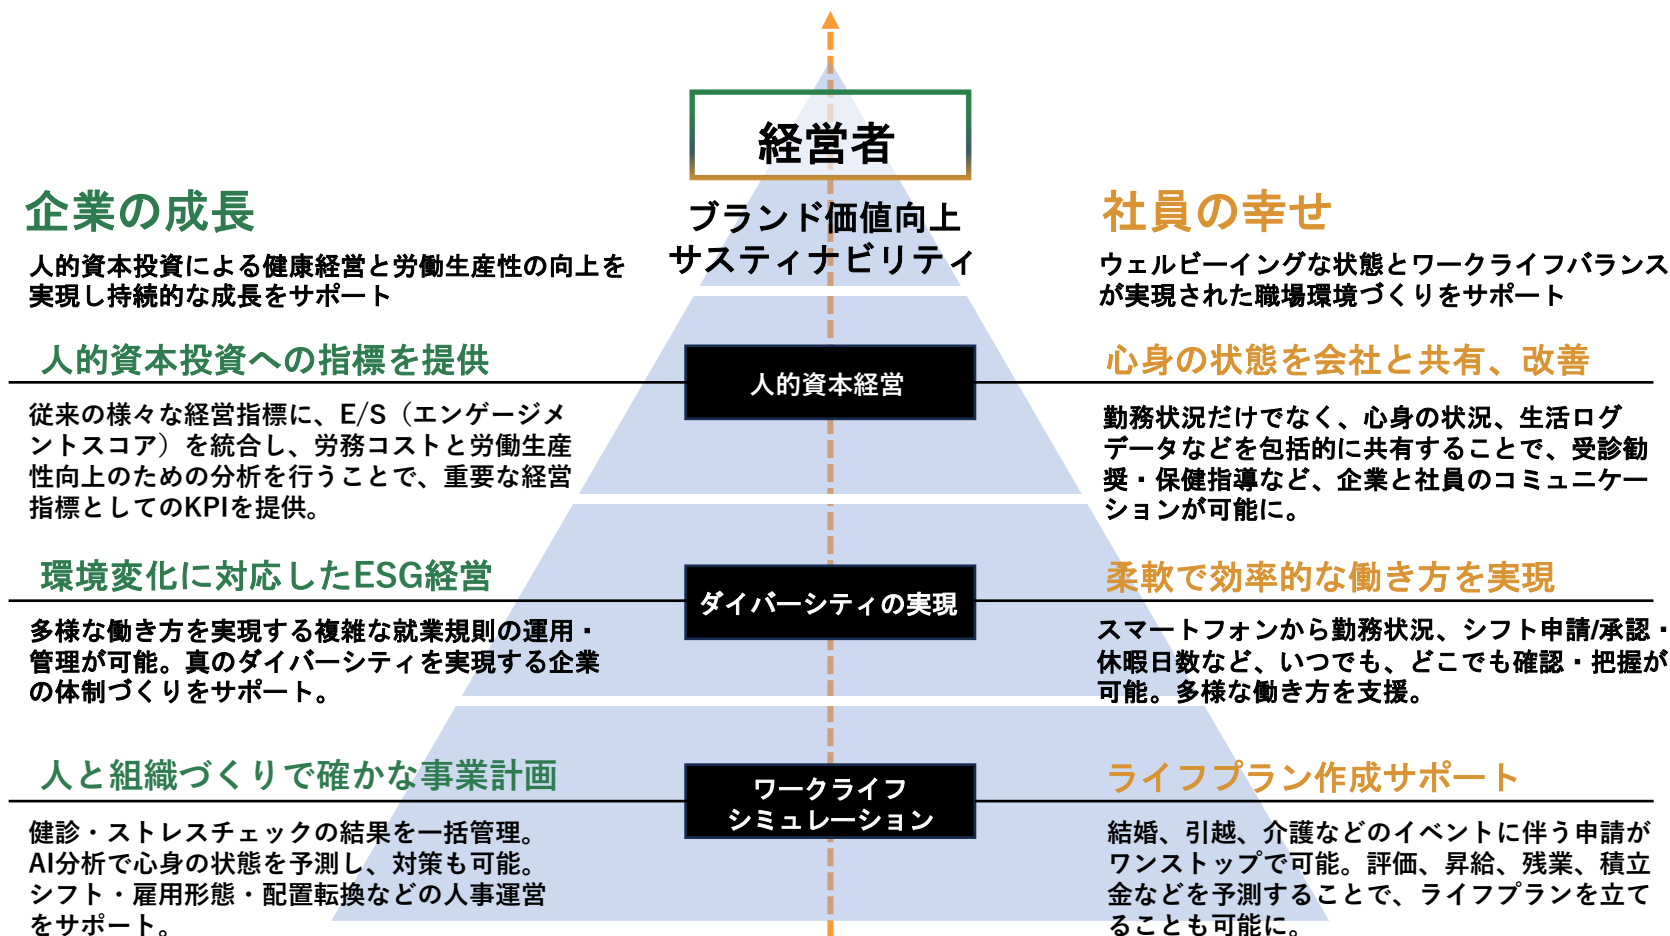 経営者
ブランド価値向上
サスティナビリティ
企業の成長
人的資本投資による健康経営と労働生産性の向上を
実現し持続的な成長をサポート
社員の幸せ
ウェルビーイングな状態とワークライフバランス
が実現された職場環境づくりをサポート
人的資本投資への指標を提供
従来の様々な経営指標に、E/S（エンゲージメ
ントスコア）を統合し、労務コストと労働生産
性向上のための分析を行うことで、重要な経営
指標としてのKPIを提供。
人的資本経営
心身の状態を会社と共有、改善
勤務状況だけでなく、心身の状況、生活ログ
データなどを包括的に共有することで、受診勧
奨・保健指導など、企業と社員のコミュニケー
ションが可能に。
環境変化に対応したESG経営
多様な働き方を実現する複雑な就業規則の運用・
管理が可能。真のダイバーシティを実現する企業
の体制づくりをサポート。
ダイバーシティの実現
柔軟で効率的な働き方を実現
スマートフォンから勤務状況、シフト申請/承認・
休暇日数など、いつでも、どこでも確認・把握が
可能。多様な働き方を支援。
人と組織づくりで確かな事業計画
健診・ストレスチェックの結果を一括管理。
AI分析で心身の状態を予測し、対策も可能。
シフト・雇用形態・配置転換などの人事運営
をサポート。
ワークライフ
シミュレーション
ライフプラン作成サポート
結婚、引越、介護などのイベントに伴う申請が
ワンストップで可能。評価、昇給、残業、積立
金などを予測することで、ライフプランを立て
ることも可能に。